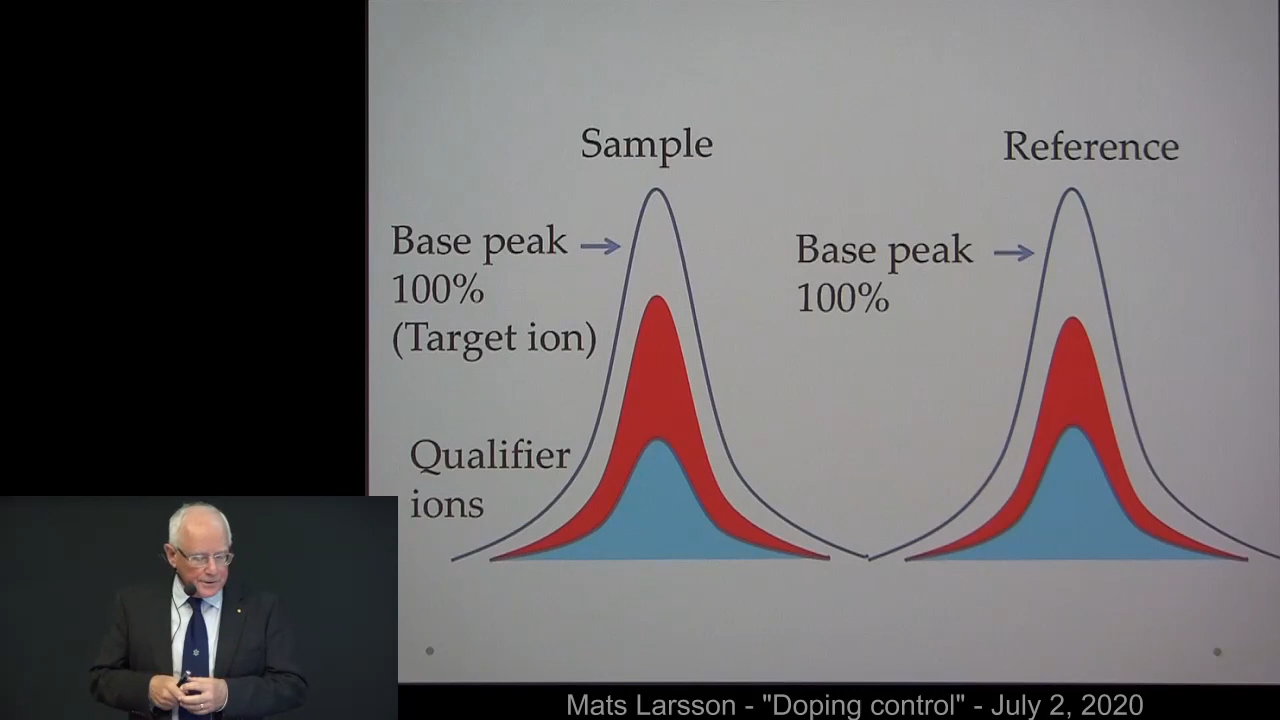 Sample
Reference
Base peak
100%
(Target ion)
Base peak
100%
Qualifier
ions
Mats Larsson - "Doping control" - July 2, 2020